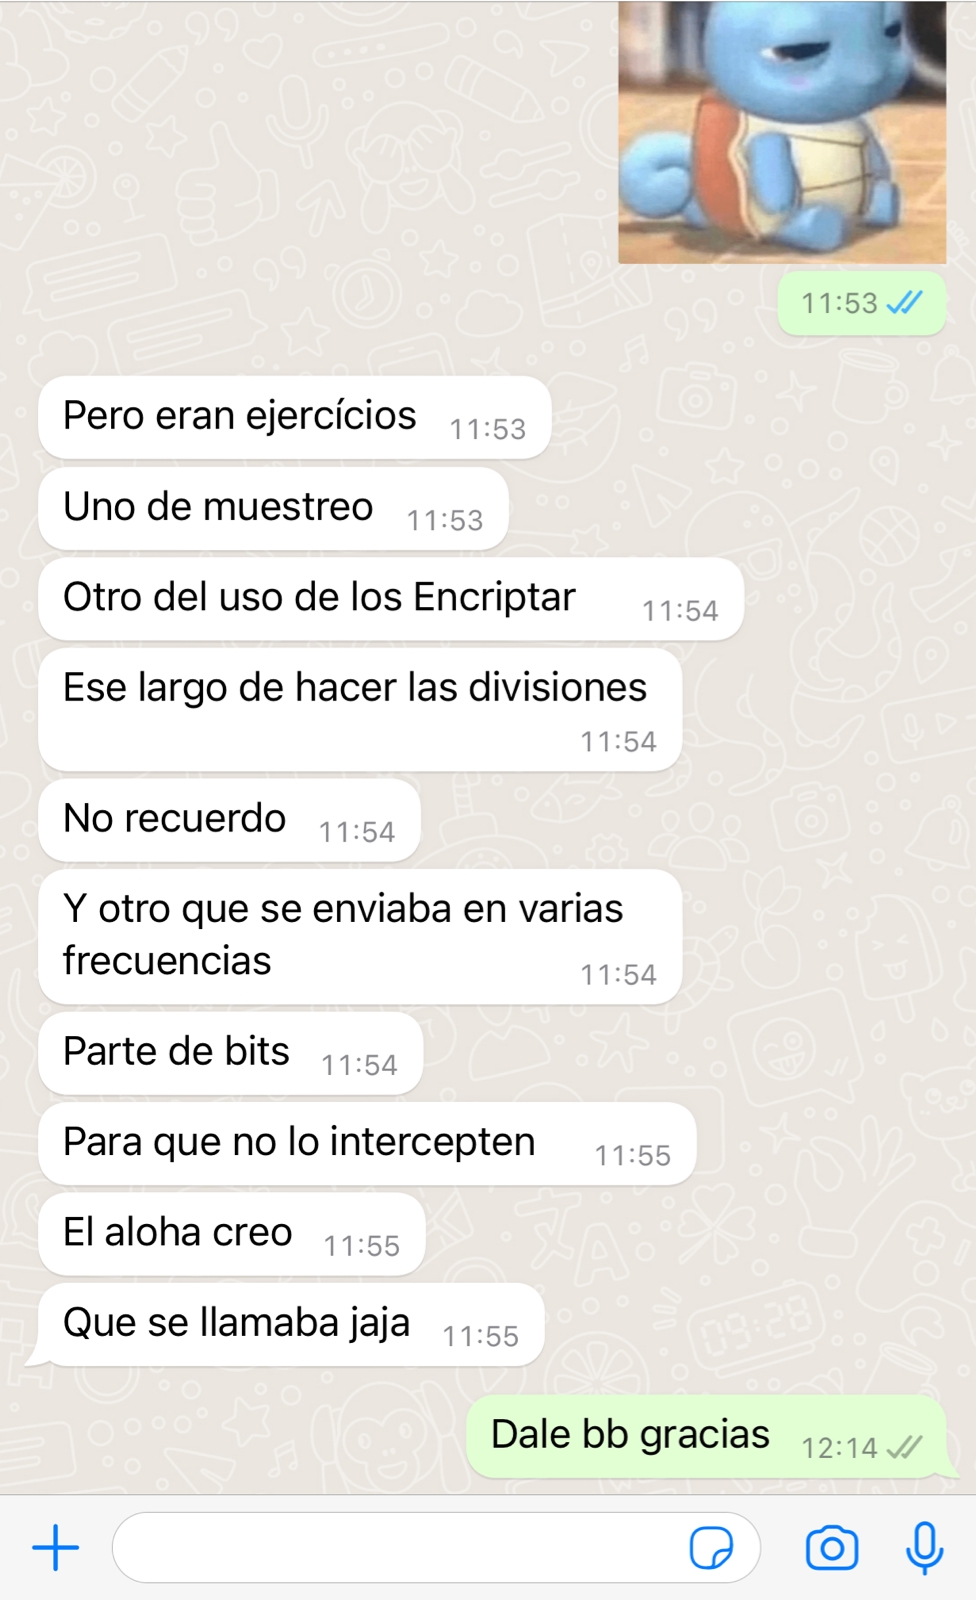 11:53
Pero eran ejercícios 11:53
Uno de muestreo 11:53
Otro del uso de los Encriptar 11:54
Ese largo de hacer las divisiones
11:54
No recuerdo 11:54
Y otro que se enviaba en varias
frecuencias 11:54
Parte de bits 11:54
Para que no lo intercepten 11:55
El aloha creo 11:55
Que se llamaba jaja 11:55
09:28
Dale bb gracias 12:14